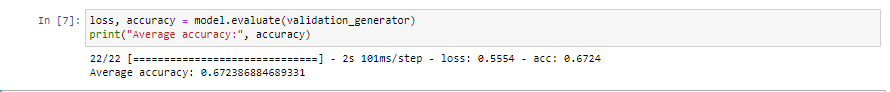 In [7]: loss, accuracy = model.evaluate(validation_generator)
print("Average accuracy:", accuracy)
22/22 [==============================] - 2s 101ms/step - loss: 0.5554 - acc: 0.6724
Average accuracy: 0.672386884689331